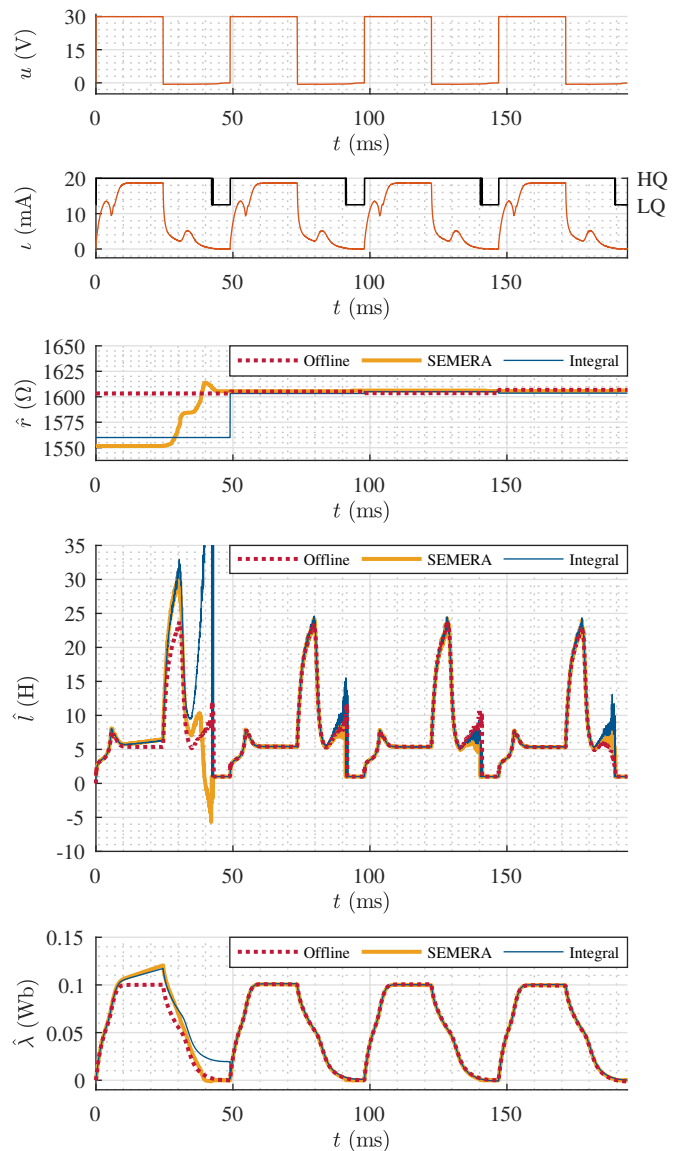 30
0
u (V)
0 50 100 150
t (ms)
20
10
0
ι (mA)
HQ
LQ
0 50 100 150
t (ms)
1650
1625
1600
1575
1550
r̂ (Ω)
Offline SEMERA Integral
0 50 100 150
t (ms)
35
30
25
20
15
10
5
0
-5
-10
l̂ (H)
Offline SEMERA Integral
0 50 100 150
t (ms)
0.15
0.1
0.05
0
λ̂ (Wb)
Offline SEMERA Integral
0 50 100 150
t (ms)